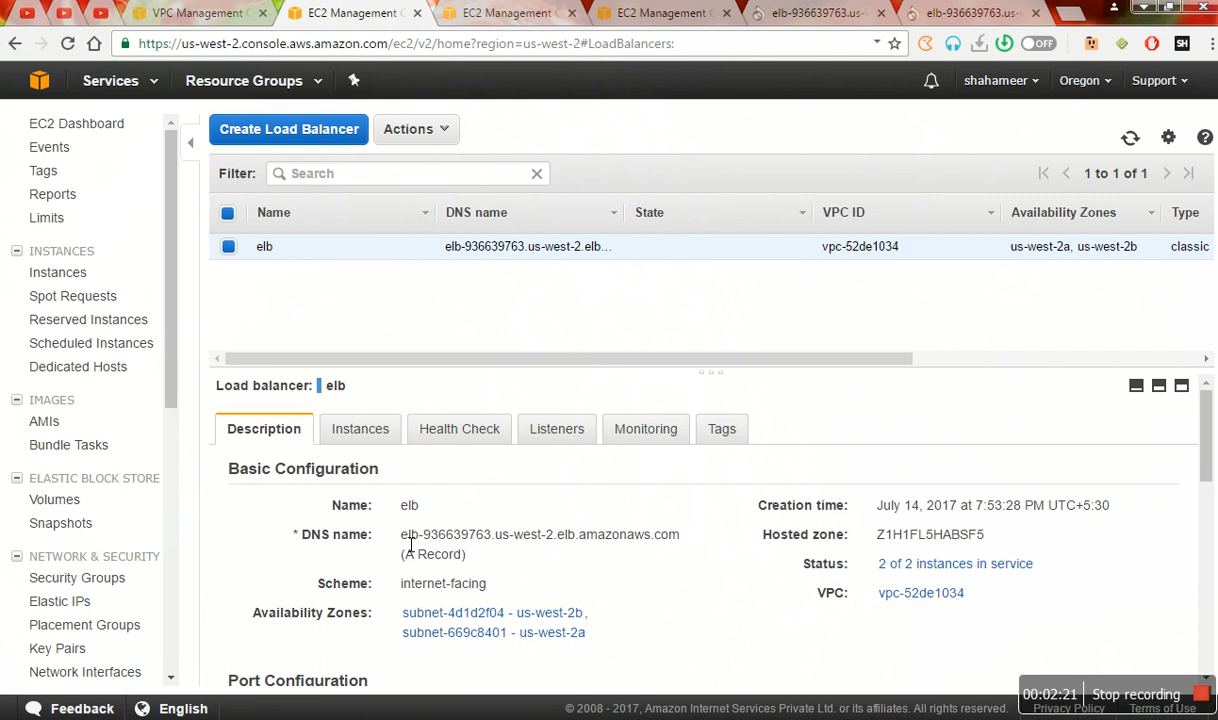 VPC Management C
EC2 Management C
EC2 Management C
EC2 Management C
elb-936639763.us-w
elb-936639763.us-w
https://us-west-2.console.aws.amazon.com/ec2/v2/home?region=us-west-2#LoadBalancers:
OFF
SH
Services
Resource Groups
shahameer
Oregon
Support
EC2 Dashboard
Events
Tags
Reports
Limits
INSTANCES
Instances
Spot Requests
Reserved Instances
Scheduled Instances
Dedicated Hosts
IMAGES
AMIs
Bundle Tasks
ELASTIC BLOCK STORE
Volumes
Snapshots
NETWORK & SECURITY
Security Groups
Elastic IPs
Placement Groups
Key Pairs
Network Interfaces
Create Load Balancer
Actions
Filter:
Search
1 to 1 of 1
Name
DNS name
State
VPC ID
Availability Zones
Type
elb
elb-936639763.us-west-2.elb...
vpc-52de1034
us-west-2a, us-west-2b
classic
Load balancer:
elb
Description
Instances
Health Check
Listeners
Monitoring
Tags
Basic Configuration
Name:
elb
* DNS name:
elb-936639763.us-west-2.elb.amazonaws.com
(A Record)
Scheme:
internet-facing
Availability Zones:
subnet-4d1d2f04 - us-west-2b,
subnet-669c8401 - us-west-2a
Creation time:
July 14, 2017 at 7:53:28 PM UTC+5:30
Hosted zone:
Z1H1FL5HABSF5
Status:
2 of 2 instances in service
VPC:
vpc-52de1034
Port Configuration
Feedback
English
© 2008 - 2017, Amazon Internet Services Private Ltd. or its affiliates. All rights reserved.
Privacy Policy
Terms of Use
00:02:21
Stop recording